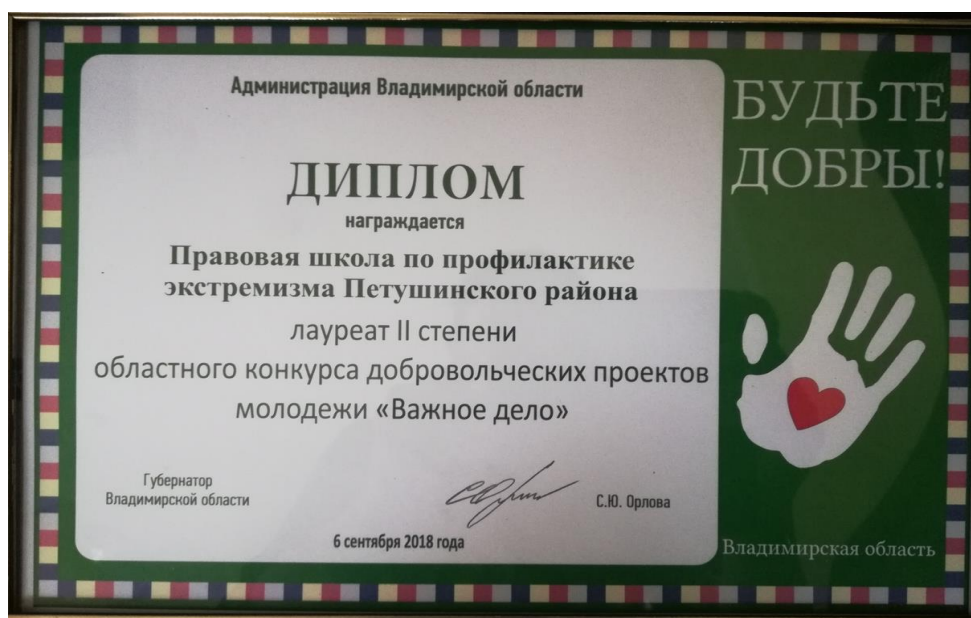 Администрация Владимирской области
ДИПЛОМ
награждается
Правовая школа по профилактике
экстремизма Петушинского района
лауреат II степени
областного конкурса добровольческих проектов
молодежи «Важное дело»
Губернатор
Владимирской области
С.Ю. Орлова
6 сентября 2018 года
БУДЬТЕ
ДОБРЫ!
Владимирская область